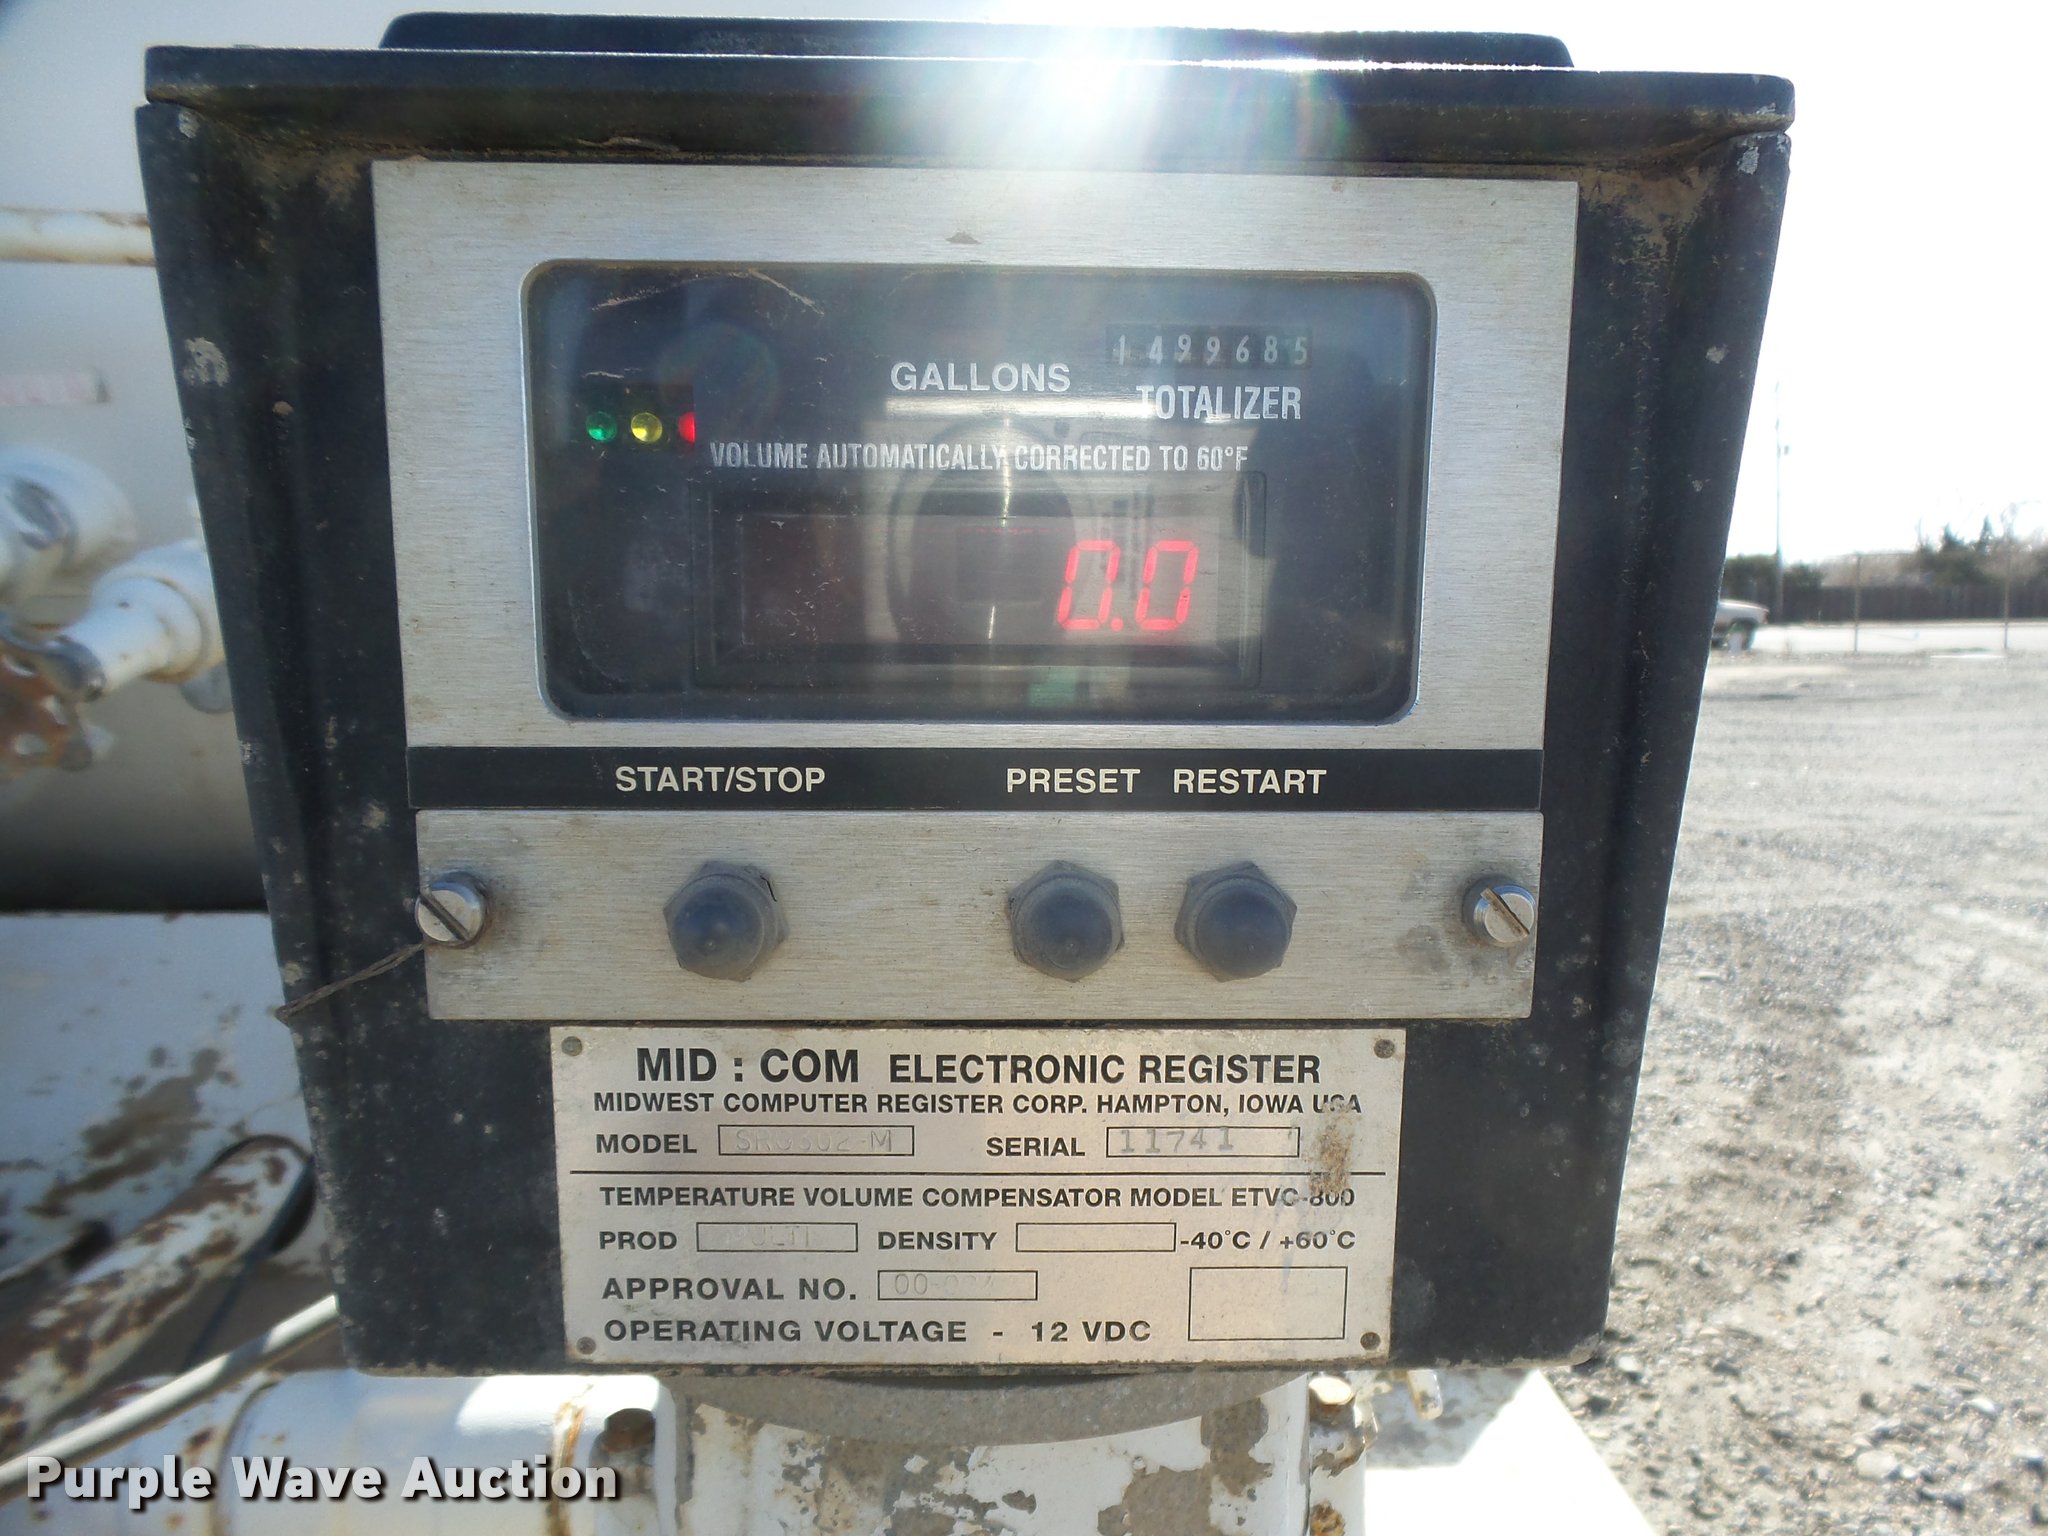 1499685
GALLONS
TOTALIZER
VOLUME AUTOMATICALLY CORRECTED TO 60°F
0.0
START/STOP PRESET RESTART
MID : COM ELECTRONIC REGISTER
MIDWEST COMPUTER REGISTER CORP. HAMPTON, IOWA USA
MODEL SERIAL 11741
TEMPERATURE VOLUME COMPENSATOR MODEL ETVC-800
PROD MULTI DENSITY -40°C / +60°C
APPROVAL NO.
OPERATING VOLTAGE - 12 VDC
Purple Wave Auction